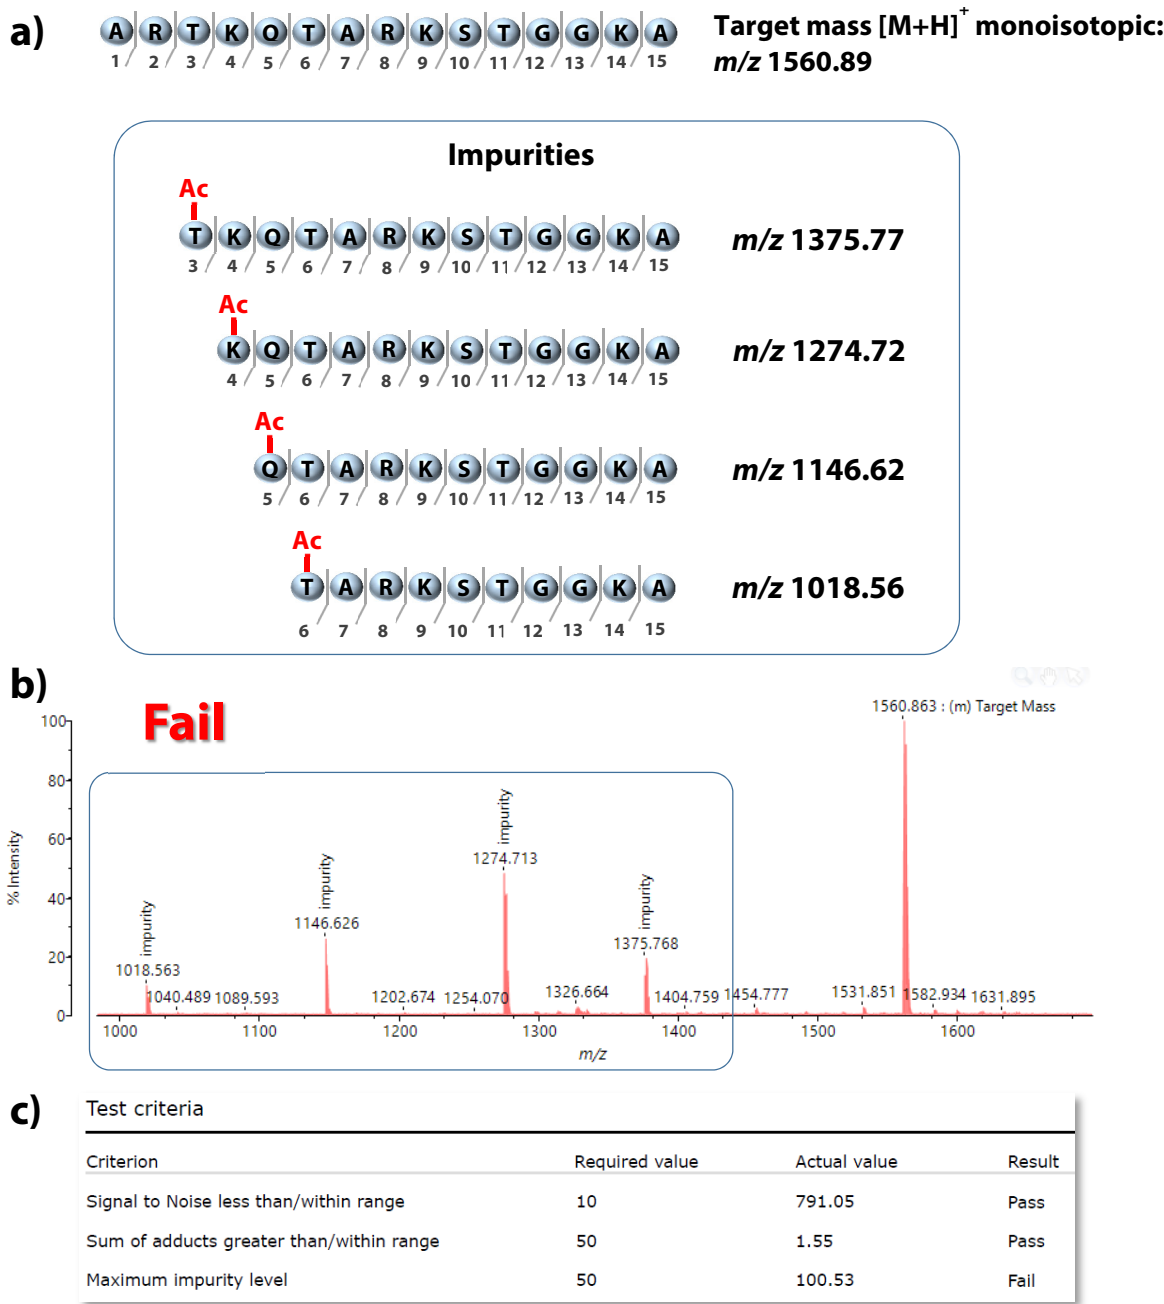 a)
A R T K Q T A R K S T G G K A
1 2 3 4 5 6 7 8 9 10 11 12 13 14 15
Target mass [M+H]+ monoisotopic:
m/z 1560.89
Impurities
Ac
T K Q T A R K S T G G K A
3 4 5 6 7 8 9 10 11 12 13 14 15
m/z 1375.77
Ac
K Q T A R K S T G G K A
4 5 6 7 8 9 10 11 12 13 14 15
m/z 1274.72
Ac
Q T A R K S T G G K A
5 6 7 8 9 10 11 12 13 14 15
m/z 1146.62
Ac
T A R K S T G G K A
6 7 8 9 10 11 12 13 14 15
m/z 1018.56
b)
Fail
1560.863 : (m) Target Mass
100
80
60
40
20
0
% Intensity
impurity
1018.563
1040.489
1089.593
impurity
1146.626
1202.674
1254.070
impurity
1274.713
1326.664
impurity
1375.768
1404.759
1454.777
1531.851
1582.934
1631.895
1000 1100 1200 1300 1400 1500 1600
m/z
c)
Test criteria
Criterion Required value Actual value Result
Signal to Noise less than/within range 10 791.05 Pass
Sum of adducts greater than/within range 50 1.55 Pass
Maximum impurity level 50 100.53 Fail